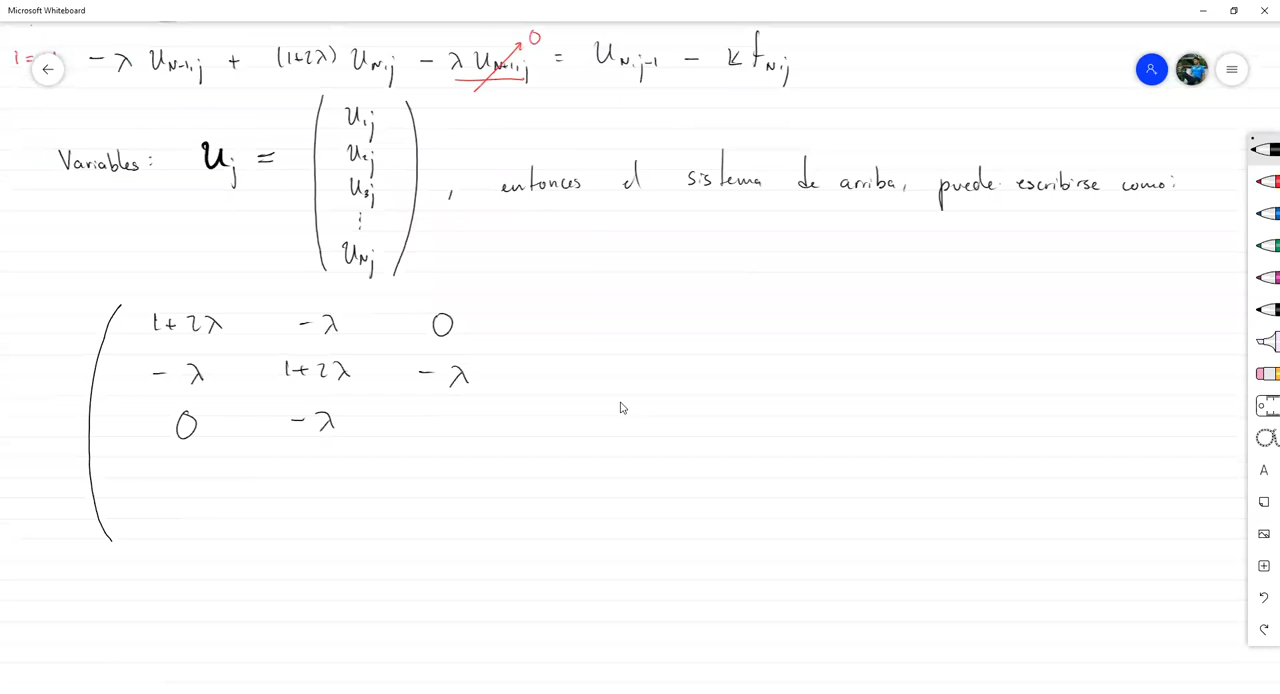 Microsoft Whiteboard
- λ U_{N-1,j} + (1+2λ) U_{N,j} - λ U_{N+1,j} = U_{N,j-1} - k f_{N,j}
0
Variables: U_j = ( U_{1j} U_{2j} U_{3j} ⋮ U_{Nj} ) , entonces el sistema de arriba, puede escribirse como:
( 1+2λ -λ 0
-λ 1+2λ -λ
0 -λ